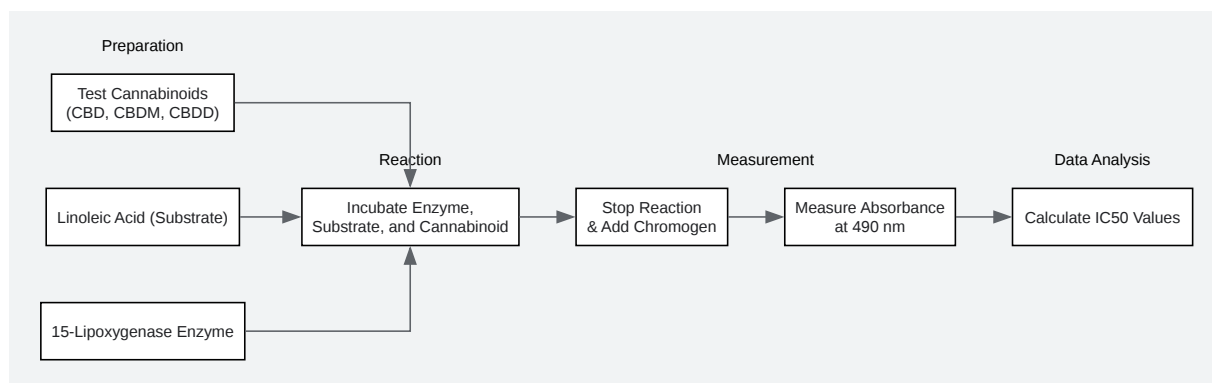 Preparation
Test Cannabinoids
(CBD, CBDM, CBDD)
Reaction
Measurement
Data Analysis
Linoleic Acid (Substrate)
Incubate Enzyme,
Substrate, and Cannabinoid
Stop Reaction
& Add Chromogen
Measure Absorbance
at 490 nm
Calculate IC50 Values
15-Lipoxygenase Enzyme